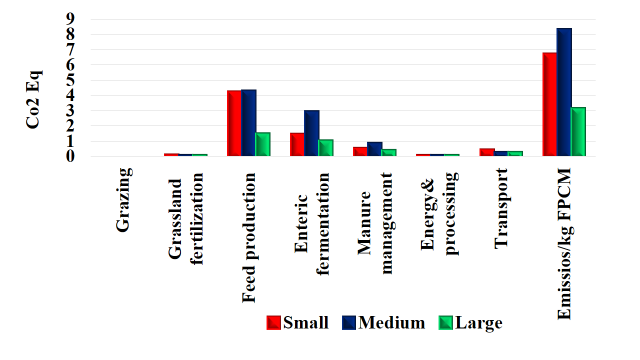 Co2 Eq
9
8
7
6
5
4
3
2
1
0
Grazing
Grassland
fertilization
Feed production
Enteric
fermentation
Manure
management
Energy&
processing
Transport
Emissios/kg FPCM
Small
Medium
Large